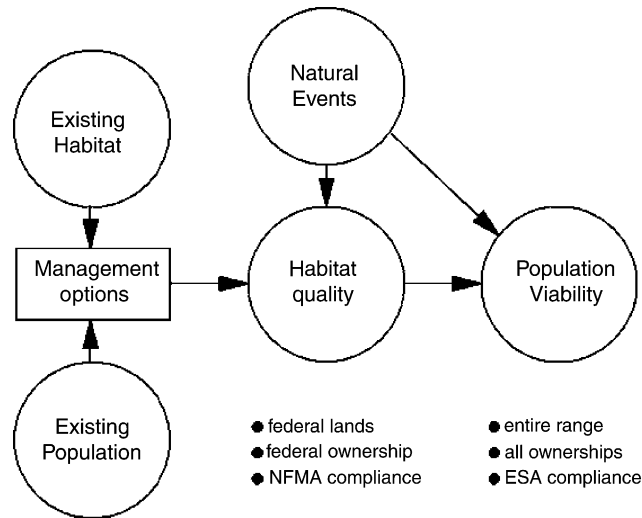 Natural
Events
Existing
Habitat
Management
options
Habitat
quality
Population
Viability
Existing
Population
● federal lands
● federal ownership
● NFMA compliance
● entire range
● all ownerships
● ESA compliance